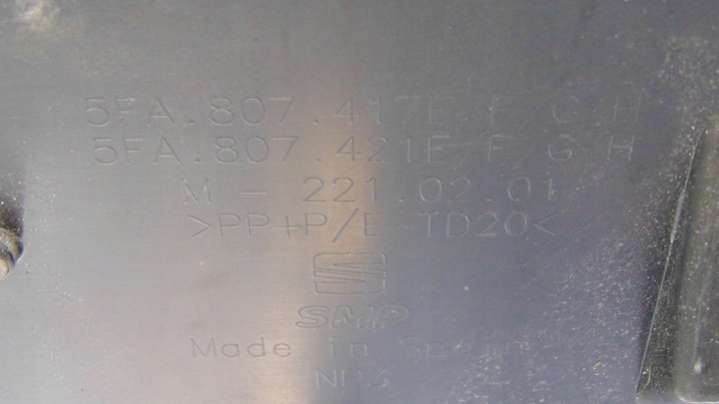 5FA.807.417E F G H
5FA.807.421E F G H
M - 221.02.01
>PP+P/E-TD20<
SMP
Made in Spain